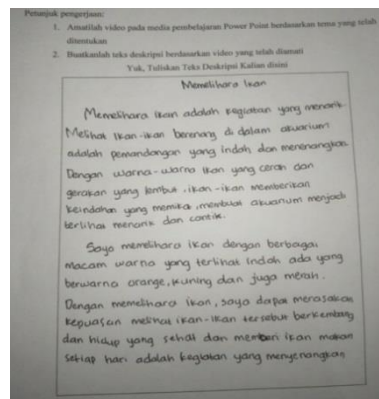 Petunjuk pengerjaan:
1. Amatilah video pada media pembelajaran Power Point berdasarkan tema yang telah
ditentukan
2. Buatkanlah teks deskripsi berdasarkan video yang telah diamati
Yuk, Tuliskan Teks Deskripsi Kalian disini
Memelihara Ikan
Memelihara ikan adalah kegiatan yang menarik.
Melihat ikan-ikan berenang di dalam akuarium
adalah pemandangan yang indah dan menenangkan.
Dengan warna-warna ikan yang cerah dan
gerakan yang lembut, ikan-ikan memberikan
keindahan yang memikat, membuat akuarium menjadi
terlihat menarik dan cantik.
Saya memelihara ikan dengan berbagai
macam warna yang terlihat indah ada yang
berwarna orange, kuning dan juga merah.
Dengan memelihara ikan, saya dapat merasakan
kepuasan melihat ikan-ikan tersebut berkembang
dan hidup yang sehat dan memberi ikan makan
setiap hari adalah kegiatan yang menyenangkan